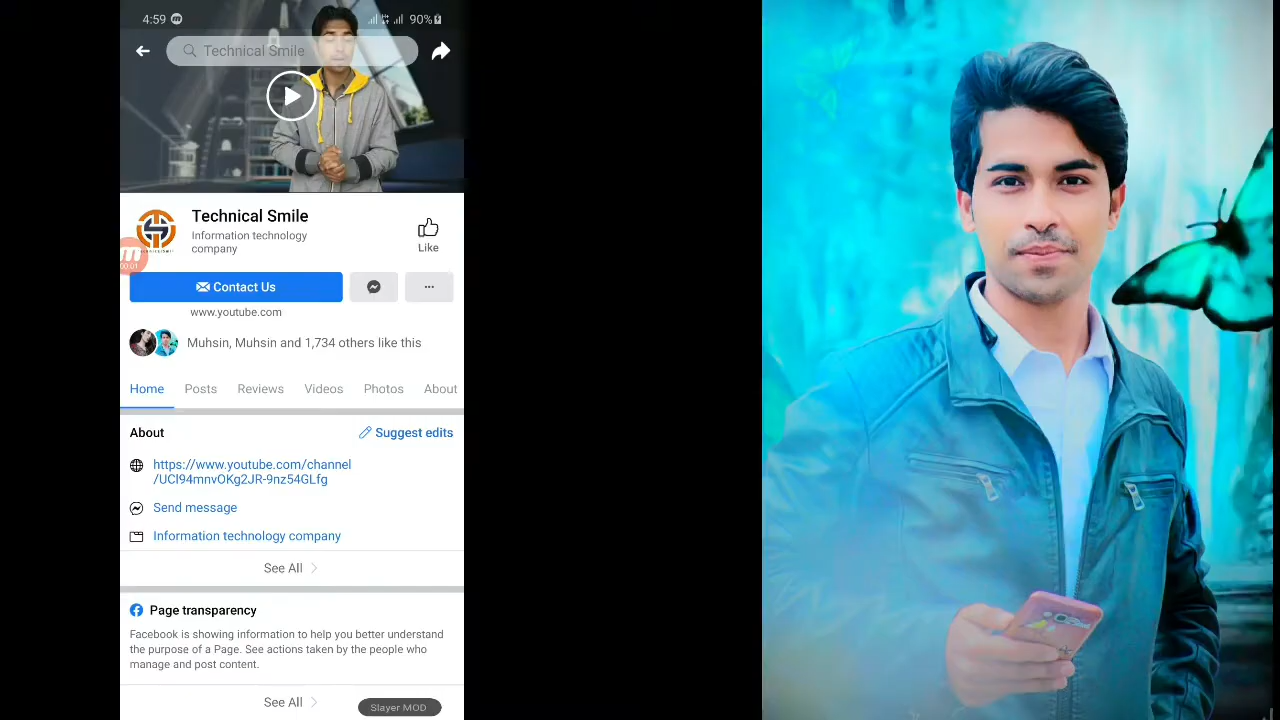 4:59
90%
Technical Smile
Technical Smile
Information technology
company
Like
00:01
Contact Us
www.youtube.com
Muhsin, Muhsin and 1,734 others like this
Home Posts Reviews Videos Photos About
About
Suggest edits
https://www.youtube.com/channel
/UCl94mnvOKg2JR-9nz54GLfg
Send message
Information technology company
See All
Page transparency
Facebook is showing information to help you better understand
the purpose of a Page. See actions taken by the people who
manage and post content.
See All
Slayer MOD